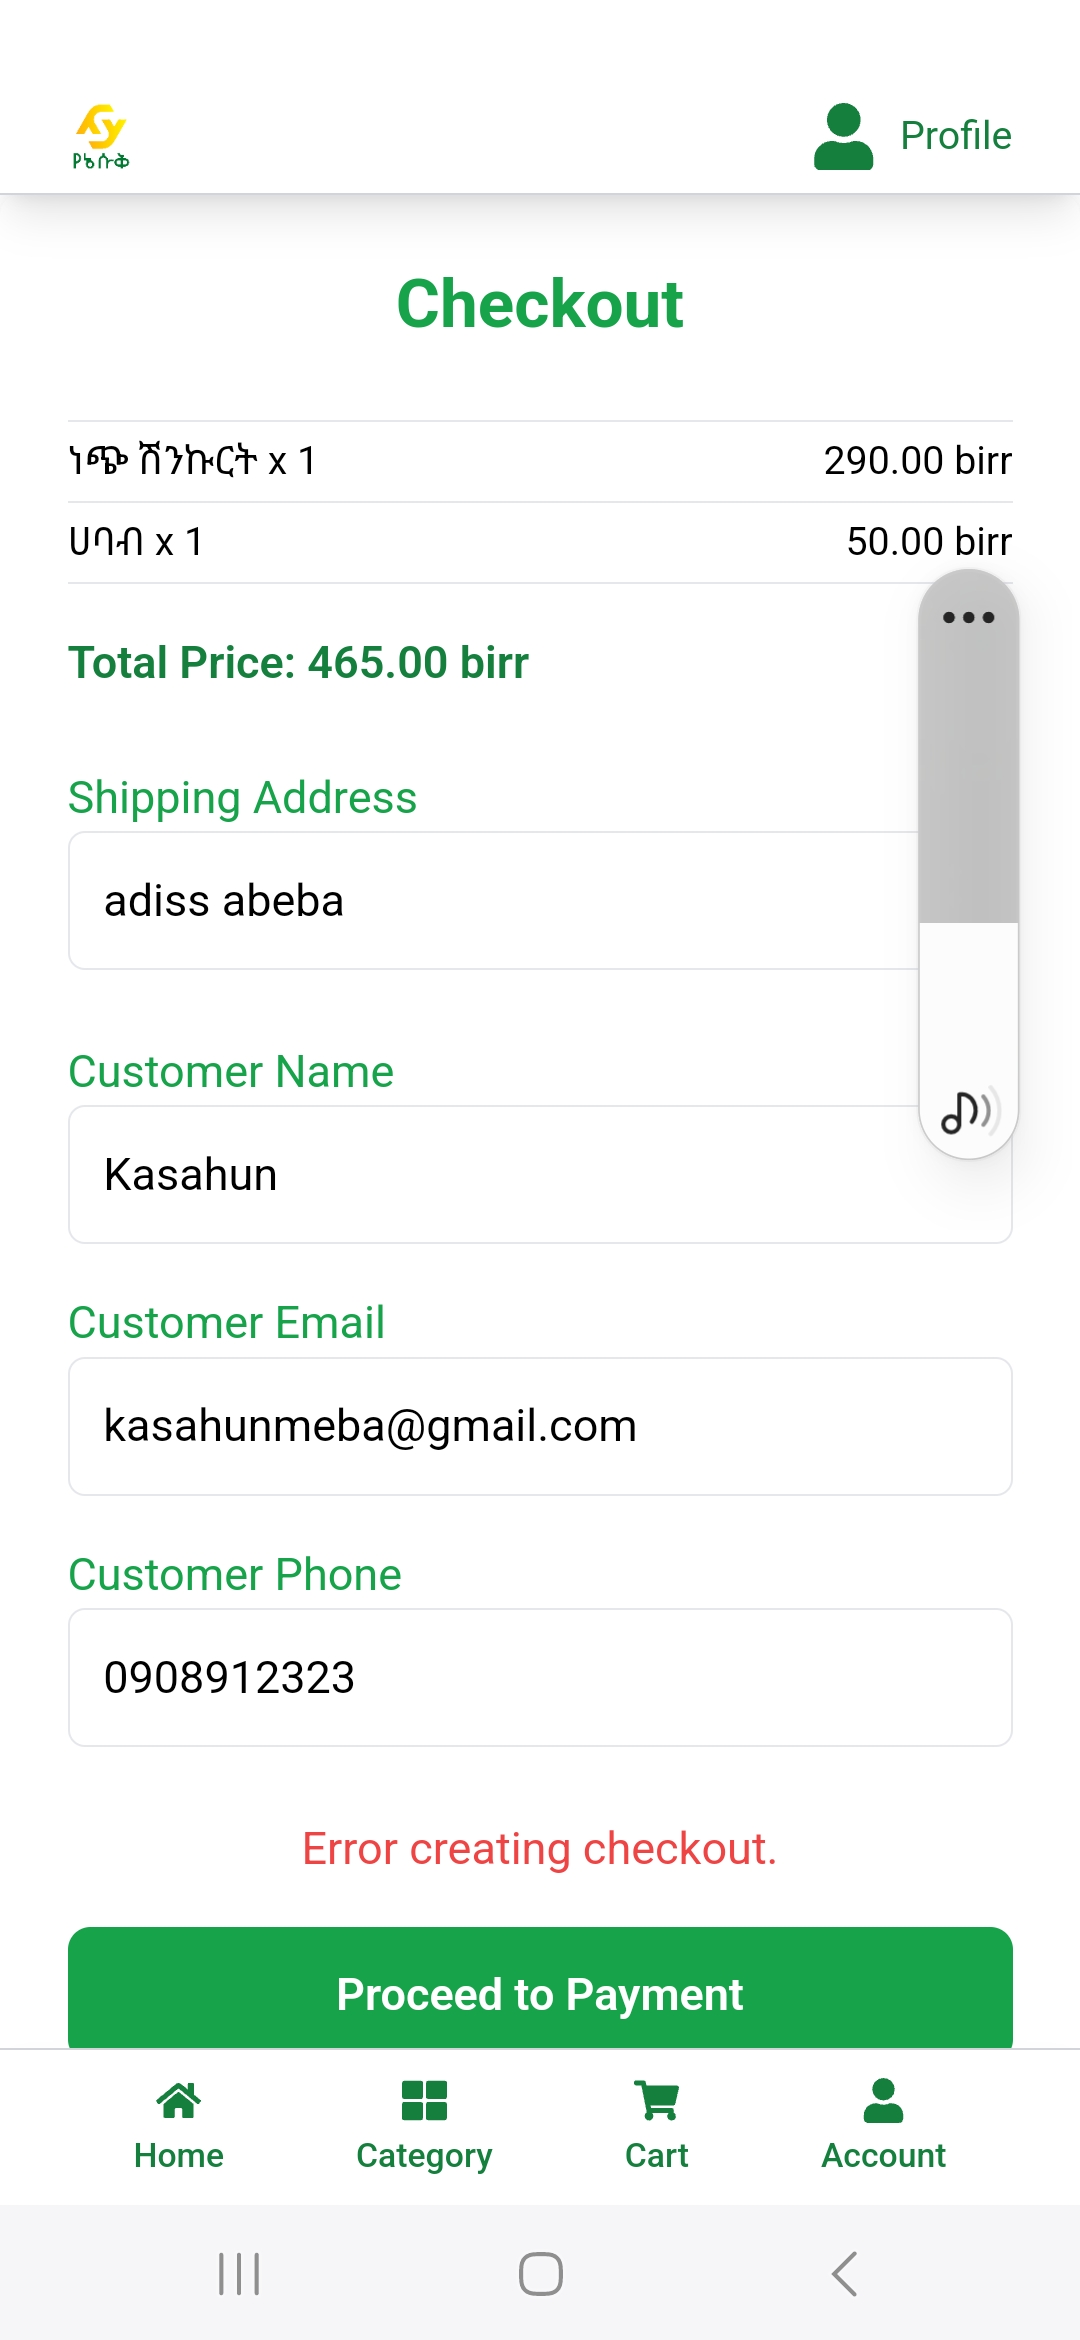 የኔ ሱቅ
Profile
Checkout
ነጭ ሽንኩርት x 1 290.00 birr
ሀባብ x 1 50.00 birr
Total Price: 465.00 birr
Shipping Address
adiss abeba
Customer Name
Kasahun
Customer Email
kasahunmeba@gmail.com
Customer Phone
0908912323
Error creating checkout.
Proceed to Payment
Home Category Cart Account